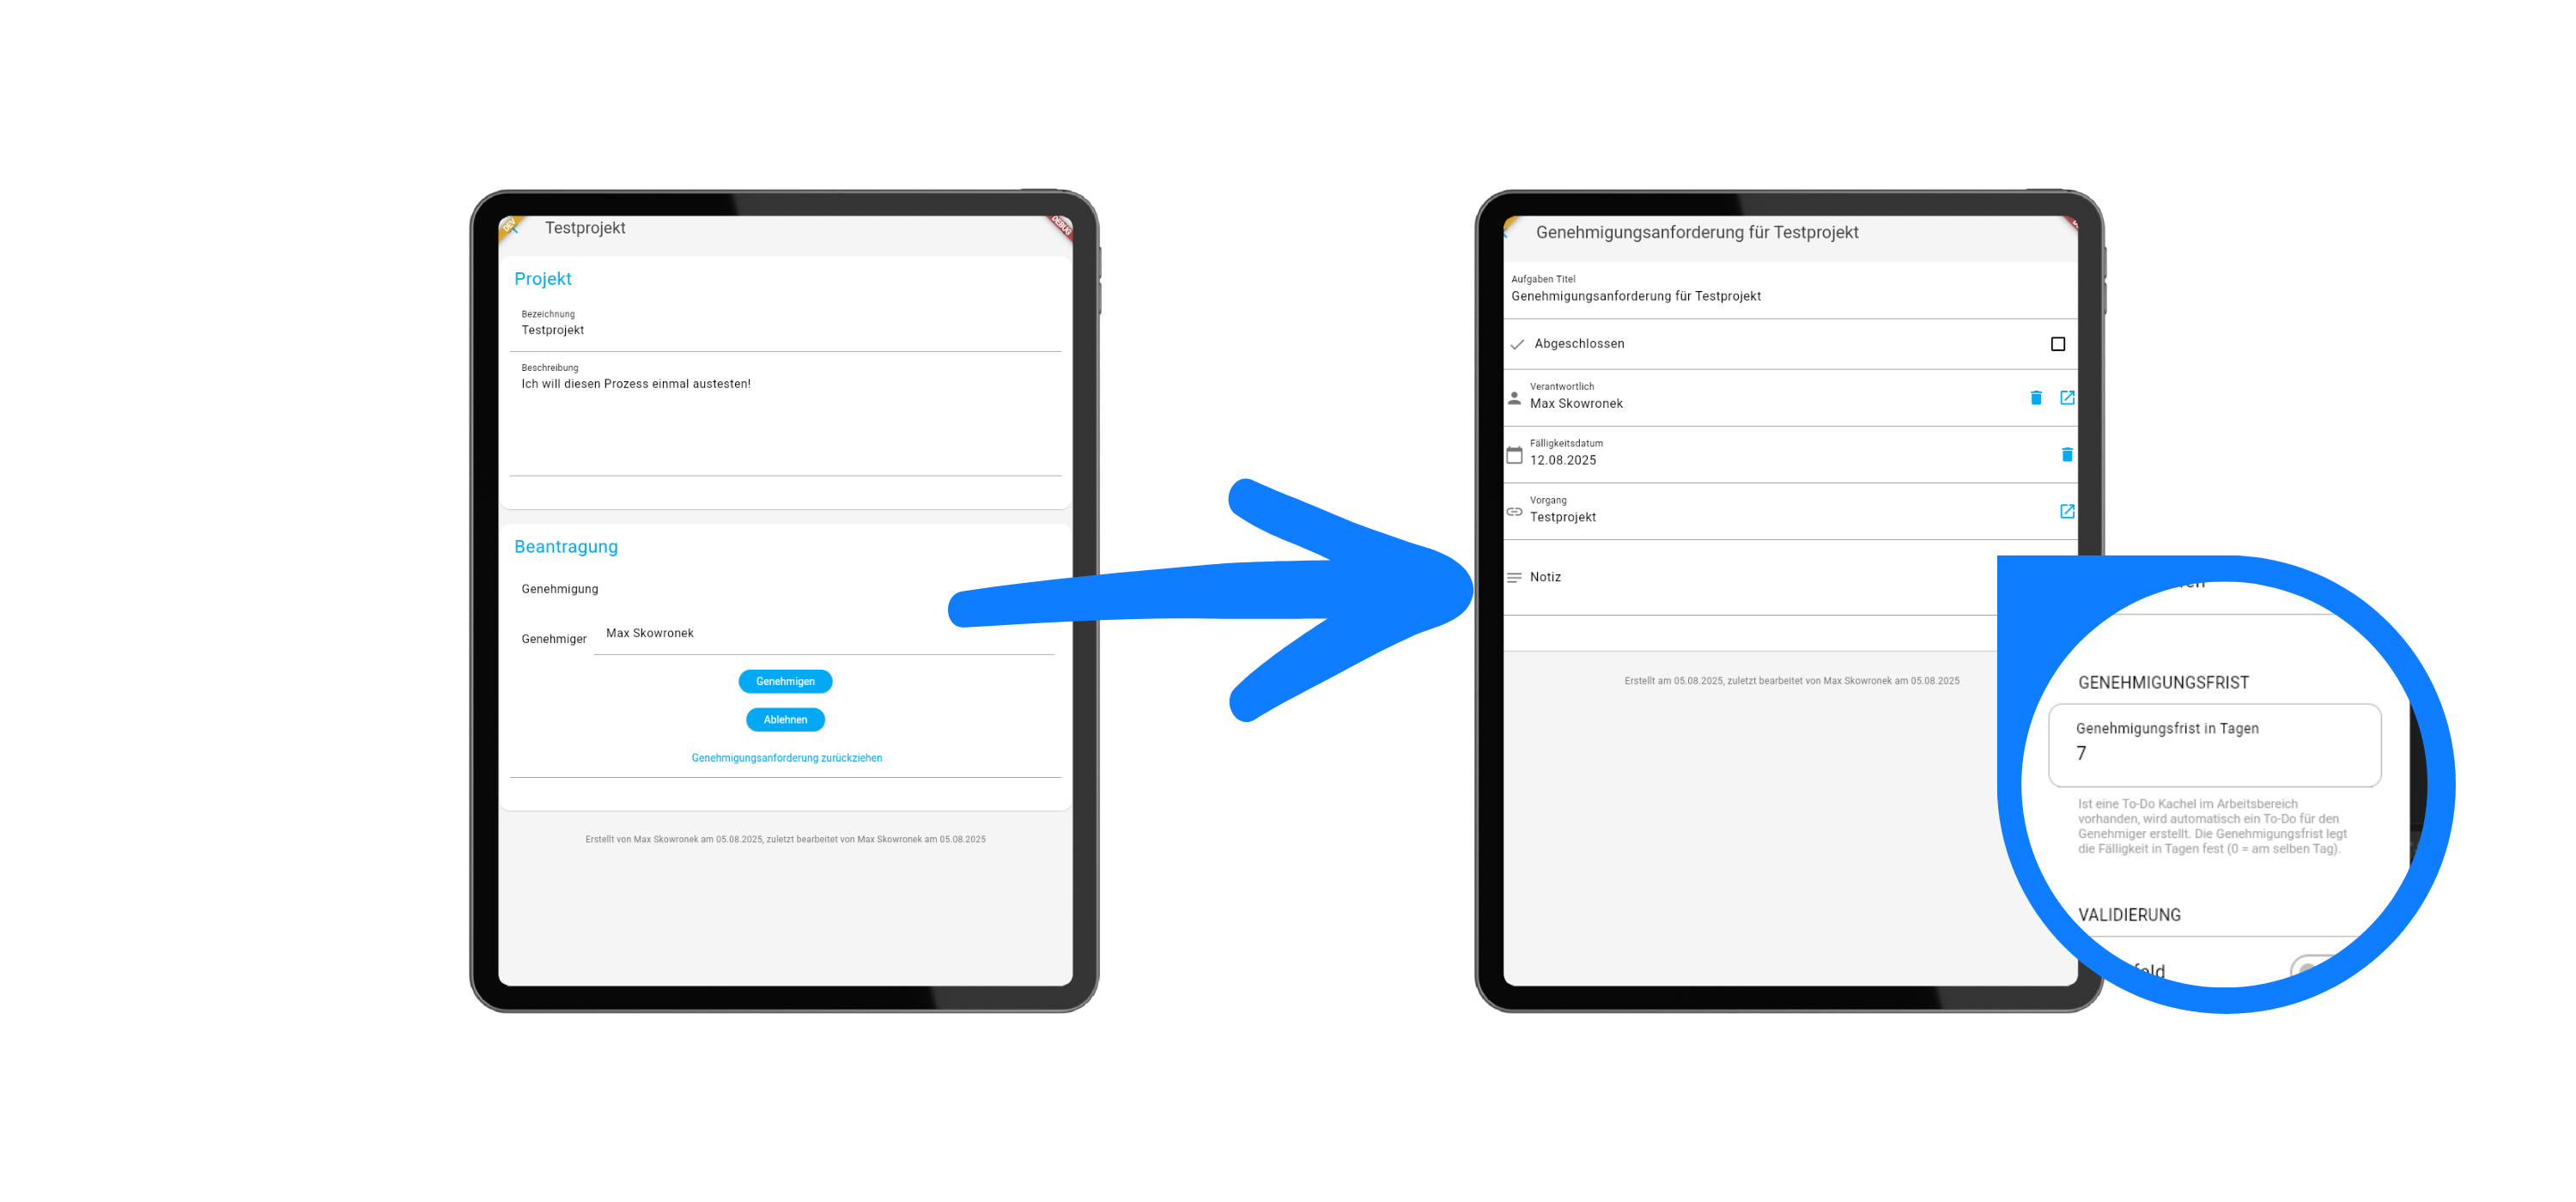 DEV
Testprojekt
DEBUG
Projekt
Bezeichnung
Testprojekt
Beschreibung
Ich will diesen Prozess einmal austesten!
Beantragung
Genehmigung
Genehmiger
Max Skowronek
Genehmigen
Ablehnen
Genehmigungsanforderung zurückziehen
Erstellt von Max Skowronek am 05.08.2025, zuletzt bearbeitet von Max Skowronek am 05.08.2025
Genehmigungsanforderung für Testprojekt
Aufgaben Titel
Genehmigungsanforderung für Testprojekt
Abgeschlossen
Verantwortlich
Max Skowronek
Fälligkeitsdatum
12.08.2025
Vorgang
Testprojekt
Notiz
Erstellt am 05.08.2025, zuletzt bearbeitet von Max Skowronek am 05.08.2025
GENEHMIGUNGSFRIST
Genehmigungsfrist in Tagen
7
Ist eine To-Do Kachel im Arbeitsbereich
vorhanden, wird automatisch ein To-Do für den
Genehmiger erstellt. Die Genehmigungsfrist legt
die Fälligkeit in Tagen fest (0 = am selben Tag).
VALIDIERUNG